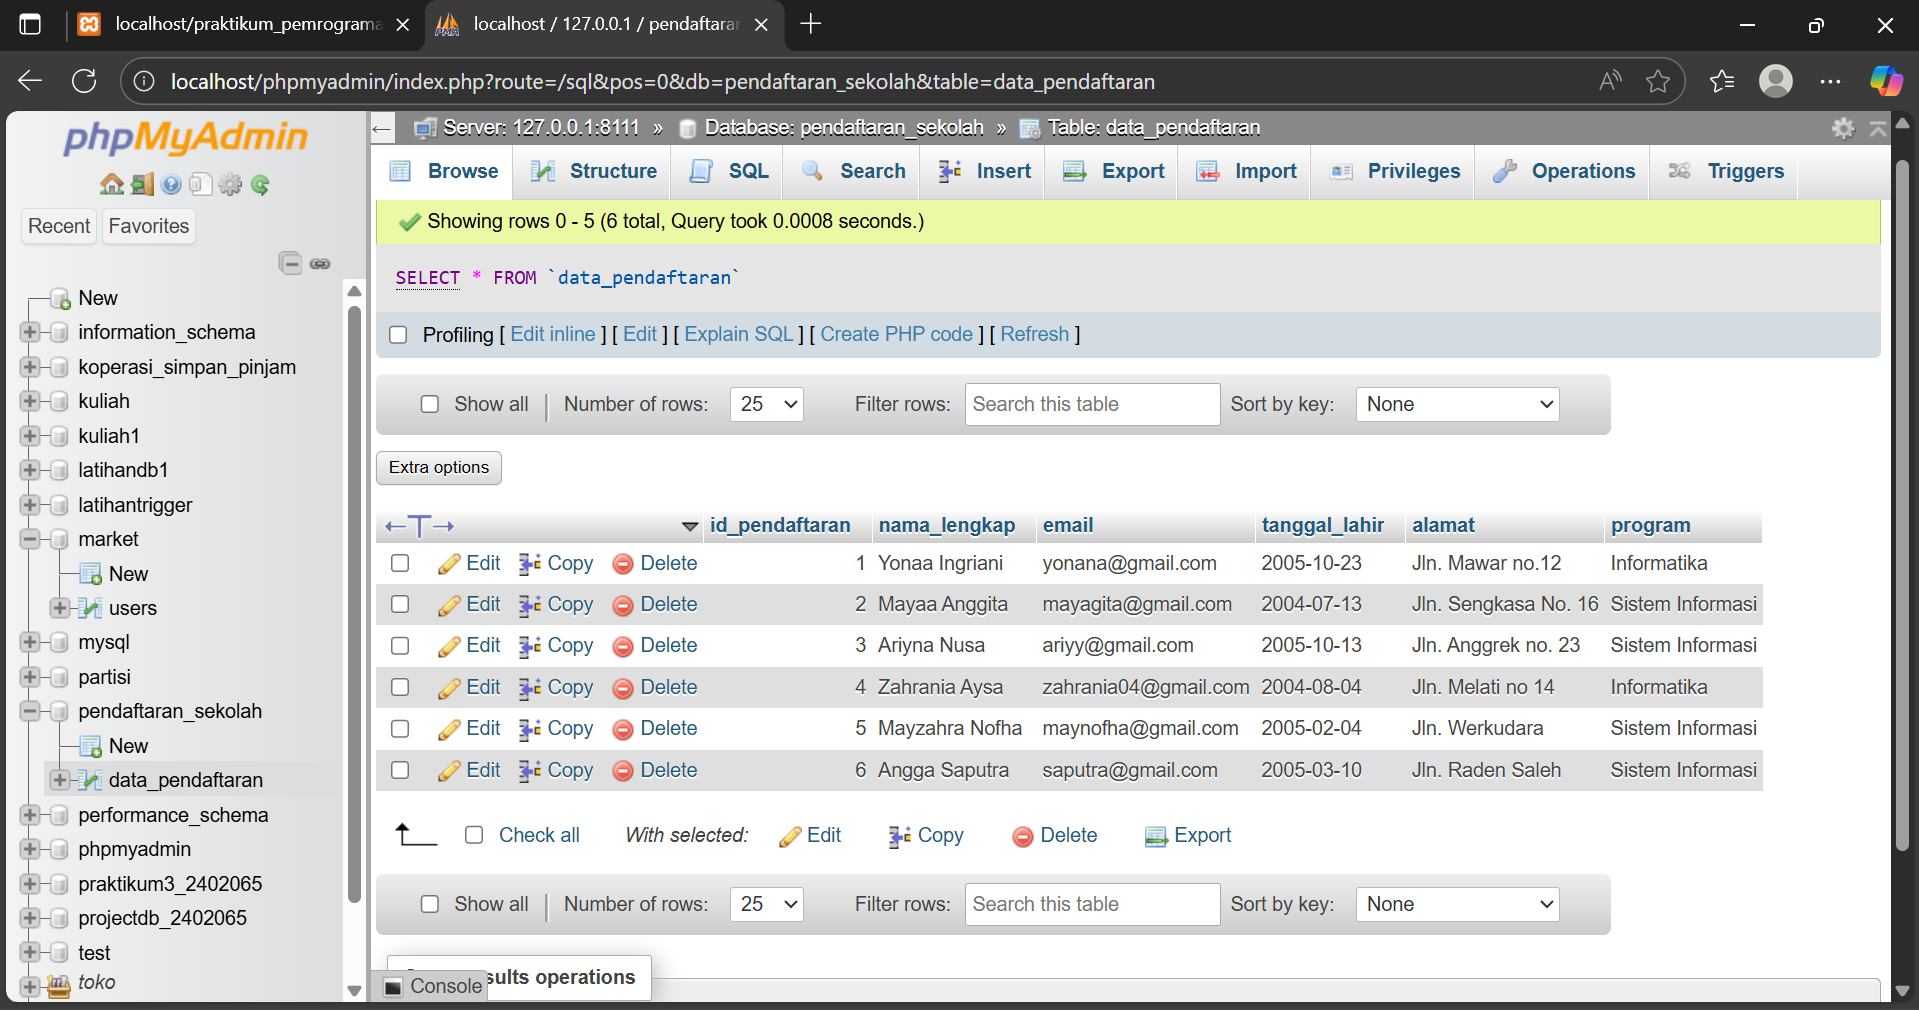 localhost/praktikum_pemrograma
localhost / 127.0.0.1 / pendaftarar
localhost/phpmyadmin/index.php?route=/sql&pos=0&db=pendaftaran_sekolah&table=data_pendaftaran
phpMyAdmin
Recent Favorites
New
information_schema
koperasi_simpan_pinjam
kuliah
kuliah1
latihandb1
latihantrigger
market
New
users
mysql
partisi
pendaftaran_sekolah
New
data_pendaftaran
performance_schema
phpmyadmin
praktikum3_2402065
projectdb_2402065
test
toko
Server: 127.0.0.1:8111 » Database: pendaftaran_sekolah » Table: data_pendaftaran
Browse Structure SQL Search Insert Export Import Privileges Operations Triggers
Showing rows 0 - 5 (6 total, Query took 0.0008 seconds.)
SELECT * FROM `data_pendaftaran`
Profiling [ Edit inline ] [ Edit ] [ Explain SQL ] [ Create PHP code ] [ Refresh ]
Show all | Number of rows: 25 Filter rows: Search this table Sort by key: None
Extra options
←T→ id_pendaftaran nama_lengkap email tanggal_lahir alamat program
Edit Copy Delete 1 Yonaa Ingriani yonana@gmail.com 2005-10-23 Jln. Mawar no.12 Informatika
Edit Copy Delete 2 Mayaa Anggita mayagita@gmail.com 2004-07-13 Jln. Sengkasa No. 16 Sistem Informasi
Edit Copy Delete 3 Ariyna Nusa ariyy@gmail.com 2005-10-13 Jln. Anggrek no. 23 Sistem Informasi
Edit Copy Delete 4 Zahrania Aysa zahrania04@gmail.com 2004-08-04 Jln. Melati no 14 Informatika
Edit Copy Delete 5 Mayzahra Nofha maynofha@gmail.com 2005-02-04 Jln. Werkudara Sistem Informasi
Edit Copy Delete 6 Angga Saputra saputra@gmail.com 2005-03-10 Jln. Raden Saleh Sistem Informasi
Check all With selected: Edit Copy Delete Export
Show all | Number of rows: 25 Filter rows: Search this table Sort by key: None
sults operations
Console